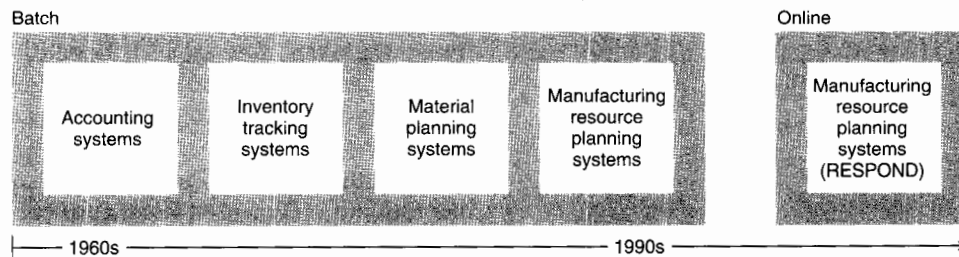 Batch
Online
Accounting
systems
Inventory
tracking
systems
Material
planning
systems
Manufacturing
resource
planning
systems
Manufacturing
resource
planning
systems
(RESPOND)
1960s
1990s